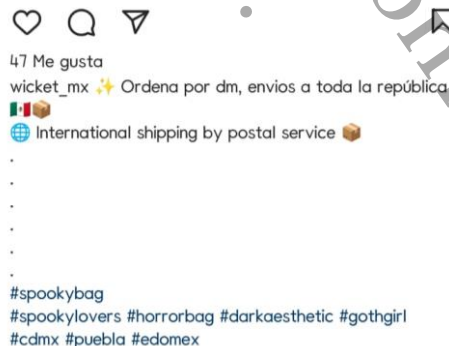 47 Me gusta
wicket_mx ✨ Ordena por dm, envios a toda la república
🇲🇽📦
🌐 International shipping by postal service 📦
.
.
.
.
.
.
#spookybag
#spookylovers #horrorbag #darkaesthetic #gothgirl
#cdmx #puebla #edomex